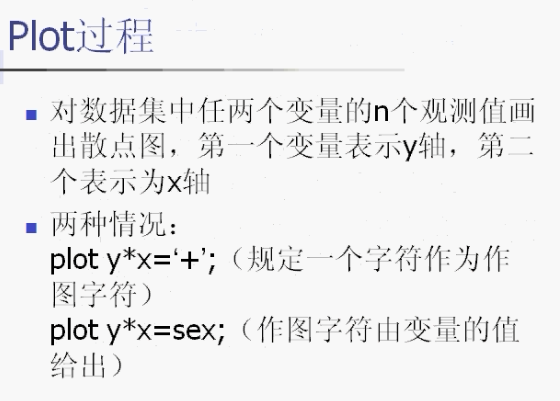 Plot过程
对数据集中任两个变量的n个观测值画
出散点图，第一个变量表示y轴，第二
个表示为x轴
两种情况：
plot y*x=‘+’;（规定一个字符作为作
图字符）
plot y*x=sex;（作图字符由变量的值
给出）